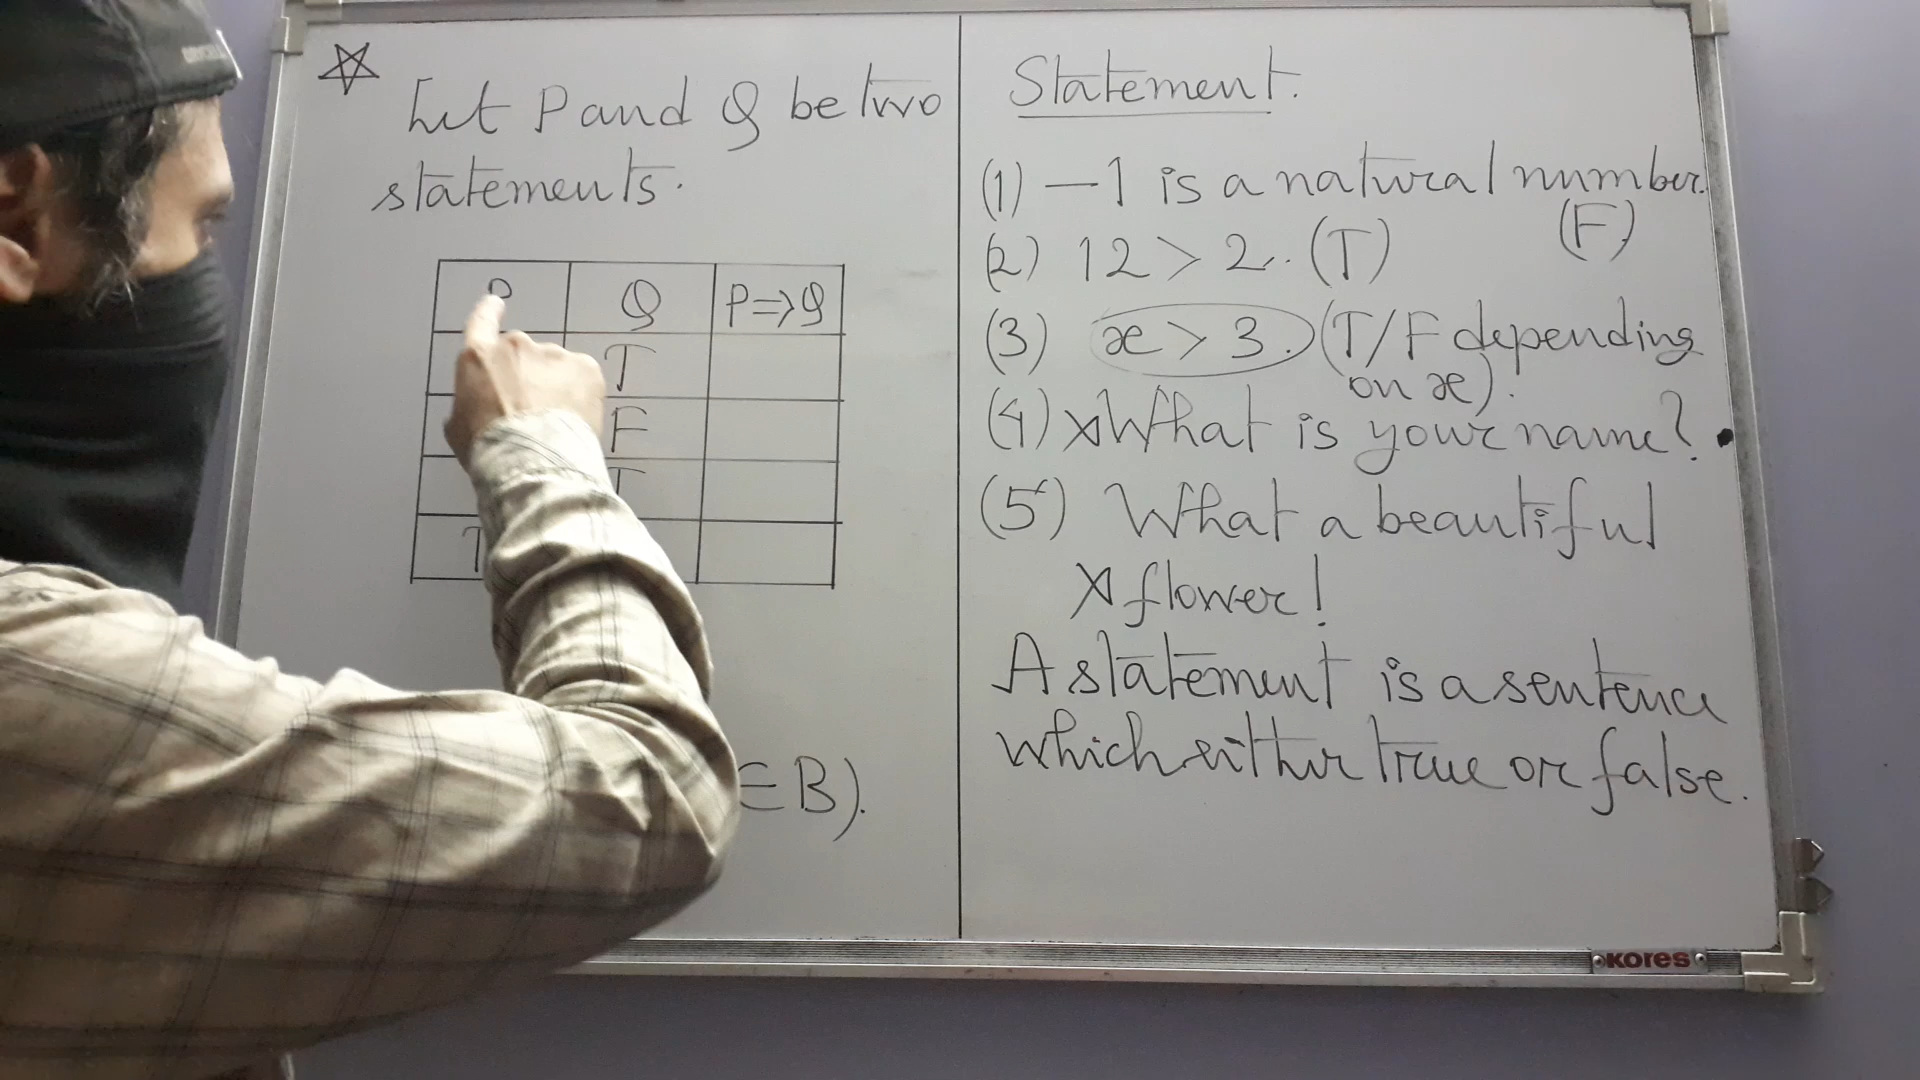 Let P and Q be two
statements.
P Q P => Q
T
F
T
T
∈B).
Statement.
(1) -1 is a natural number.
(F)
(2) 12 > 2. (T)
(3) x > 3. (T/F depending
on x).
(4) x What is your name?
(5) What a beautiful
x flower!
A statement is a sentence
which either true or false.
KORES